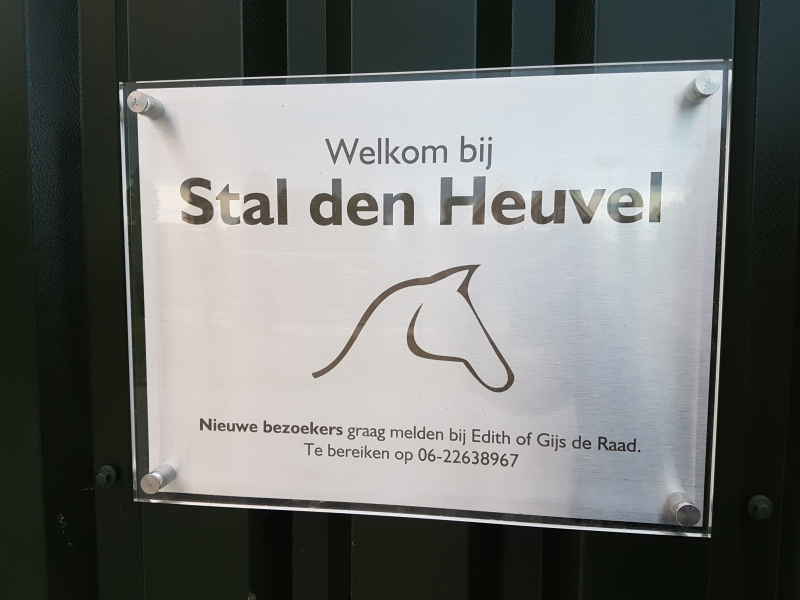 Welkom bij
Stal den Heuvel
Nieuwe bezoekers graag melden bij Edith of Gijs de Raad.
Te bereiken op 06-22638967